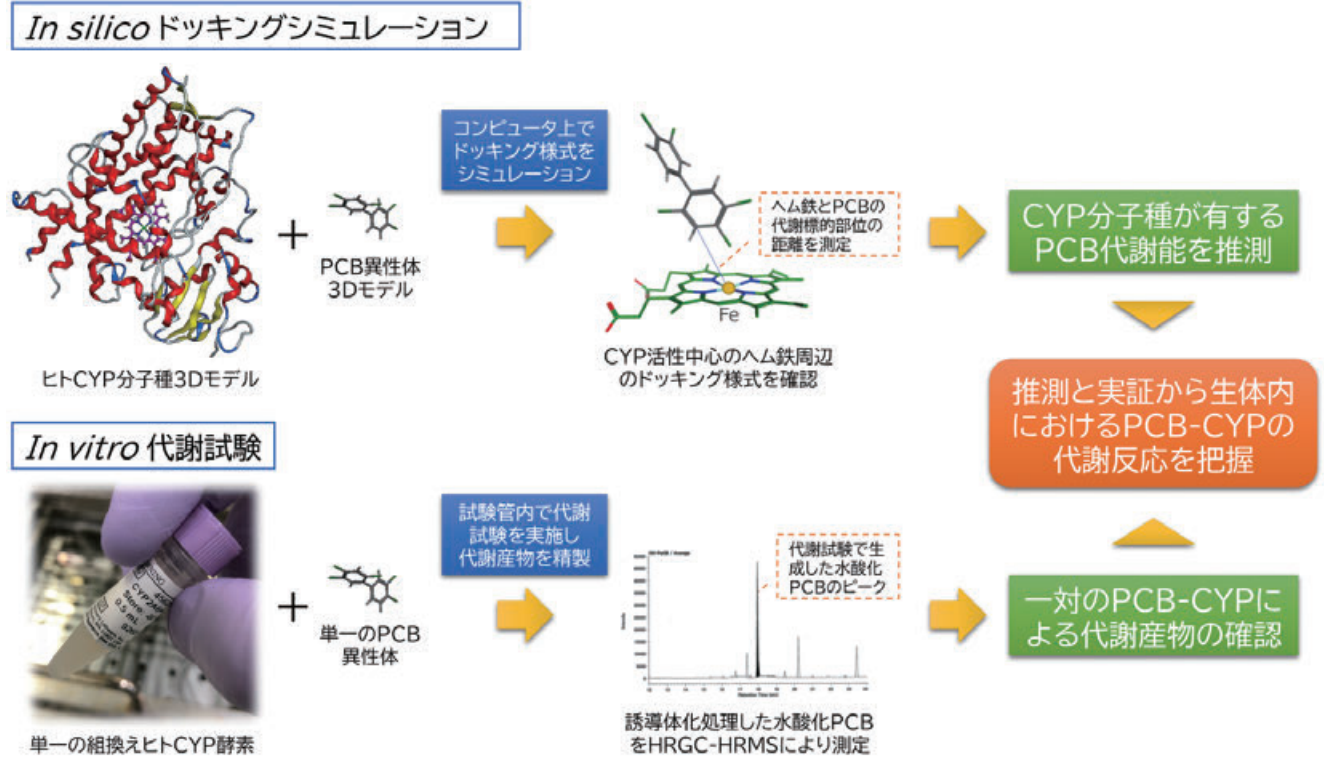 In silico ドッキングシミュレーション
コンピュータ上で
ドッキング様式を
シミュレーション
ヘム鉄とPCBの
代謝標的部位の
距離を測定
CYP分子種が有する
PCB代謝能を推測
+
PCB異性体
3Dモデル
Fe
ヒトCYP分子種3Dモデル
CYP活性中心のヘム鉄周辺
のドッキング様式を確認
推測と実証から生体内
におけるPCB-CYPの
代謝反応を把握
In vitro 代謝試験
試験管内で代謝
試験を実施し
代謝産物を精製
代謝試験で生
成した水酸化
PCBのピーク
Store
0.5 mL
+
単一のPCB
異性体
一対のPCB-CYPに
よる代謝産物の確認
単一の組換えヒトCYP酵素
誘導体化処理した水酸化PCB
をHRGC-HRMSにより測定